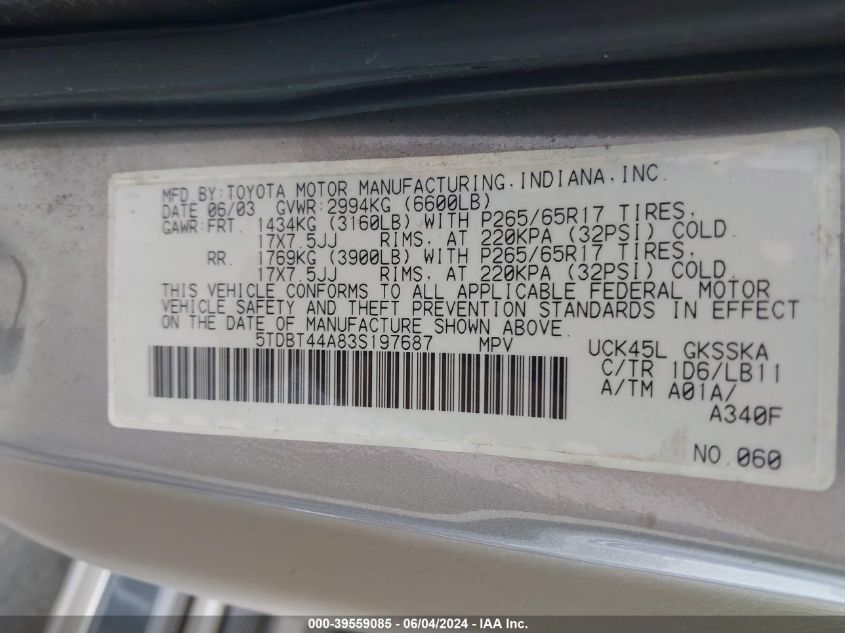 MFD.BY:TOYOTA MOTOR MANUFACTURING.INDIANA,INC.
DATE 06/03 GVWR:2994KG (6600LB)
GAWR:FRT. 1434KG (3160LB) WITH P265/65R17 TIRES,
17X7.5JJ RIMS, AT 220KPA (32PSI) COLD.
RR. 1769KG (3900LB) WITH P265/65R17 TIRES,
17X7.5JJ RIMS, AT 220KPA (32PSI) COLD.
THIS VEHICLE CONFORMS TO ALL APPLICABLE FEDERAL MOTOR
VEHICLE SAFETY AND THEFT PREVENTION STANDARDS IN EFFECT
ON THE DATE OF MANUFACTURE SHOWN ABOVE.
5TDBT44A83S197687 MPV UCK45L GKSSKA
C/TR 1D6/LB11
A/TM A01A/
A340F
NO.060
000-39559085 - 06/04/2024 - IAA Inc.